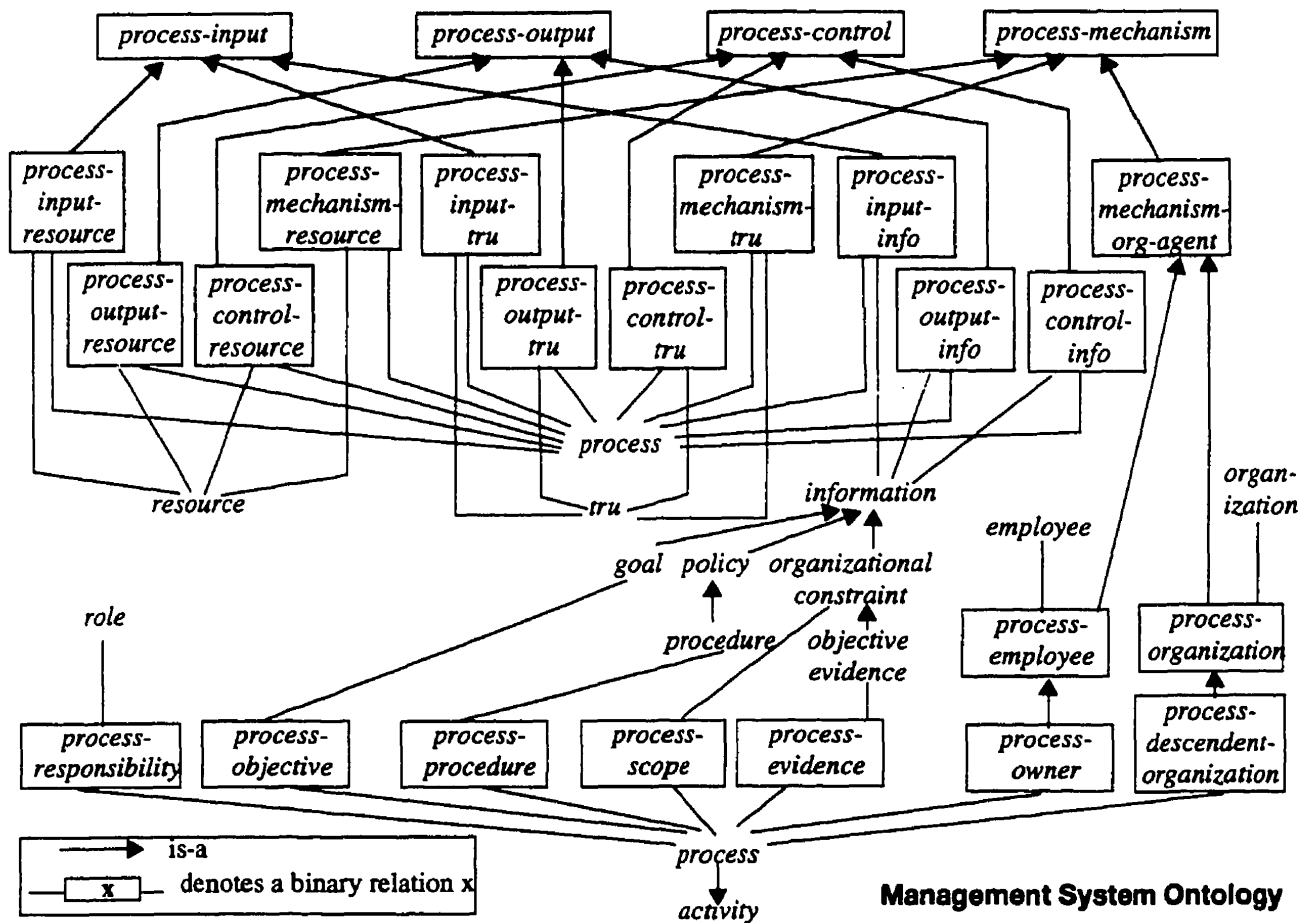 process-input
process-output
process-control
process-mechanism
process-
input-
resource
process-
mechanism-
resource
process-
input-
tru
process-
mechanism-
tru
process-
input-
info
process-
mechanism-
org-agent
process-
output-
resource
process-
control-
resource
process-
output-
tru
process-
control-
tru
process-
output-
info
process-
control-
info
process
resource
tru
information
organ-
ization
employee
goal
policy
organizational
constraint
role
procedure
objective
evidence
process-
employee
process-
organization
process-
responsibility
process-
objective
process-
procedure
process-
scope
process-
evidence
process-
owner
process-
descendent-
organization
process
activity
is-a
x
denotes a binary relation x
Management System Ontology